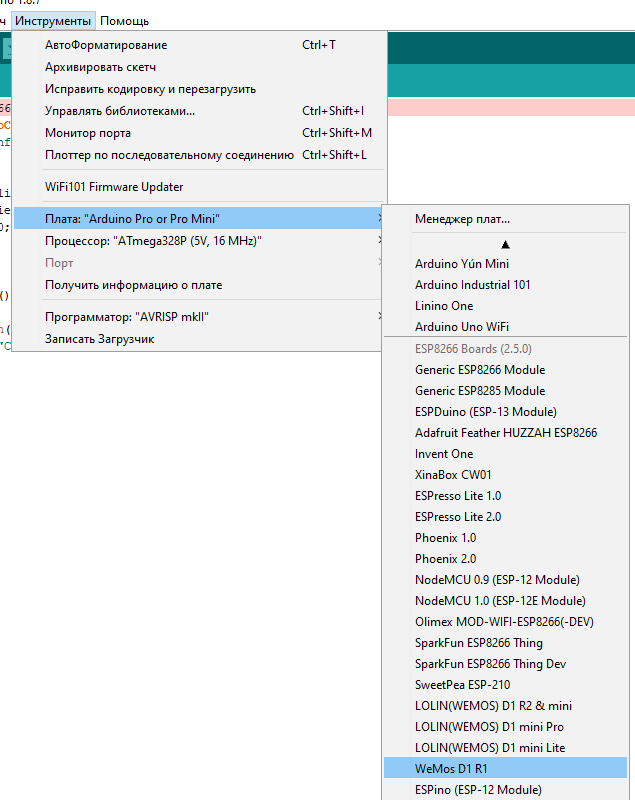 1.8.7
ч Инструменты Помощь
АвтоФорматирование Ctrl+T
Архивировать скетч
Исправить кодировку и перезагрузить
Управлять библиотеками... Ctrl+Shift+I
Монитор порта Ctrl+Shift+M
Плоттер по последовательному соединению Ctrl+Shift+L
WiFi101 Firmware Updater
Плата: "Arduino Pro or Pro Mini"
Процессор: "ATmega328P (5V, 16 MHz)"
Порт
Получить информацию о плате
Программатор: "AVRISP mkII"
Записать Загрузчик
66
oC
nf
li
ie
0;
()
n(
"C
Менеджер плат...
Arduino Yún Mini
Arduino Industrial 101
Linino One
Arduino Uno WiFi
ESP8266 Boards (2.5.0)
Generic ESP8266 Module
Generic ESP8285 Module
ESPDuino (ESP-13 Module)
Adafruit Feather HUZZAH ESP8266
Invent One
XinaBox CW01
ESPresso Lite 1.0
ESPresso Lite 2.0
Phoenix 1.0
Phoenix 2.0
NodeMCU 0.9 (ESP-12 Module)
NodeMCU 1.0 (ESP-12E Module)
Olimex MOD-WIFI-ESP8266(-DEV)
SparkFun ESP8266 Thing
SparkFun ESP8266 Thing Dev
SweetPea ESP-210
LOLIN(WEMOS) D1 R2 & mini
LOLIN(WEMOS) D1 mini Pro
LOLIN(WEMOS) D1 mini Lite
WeMos D1 R1
ESPino (ESP-12 Module)